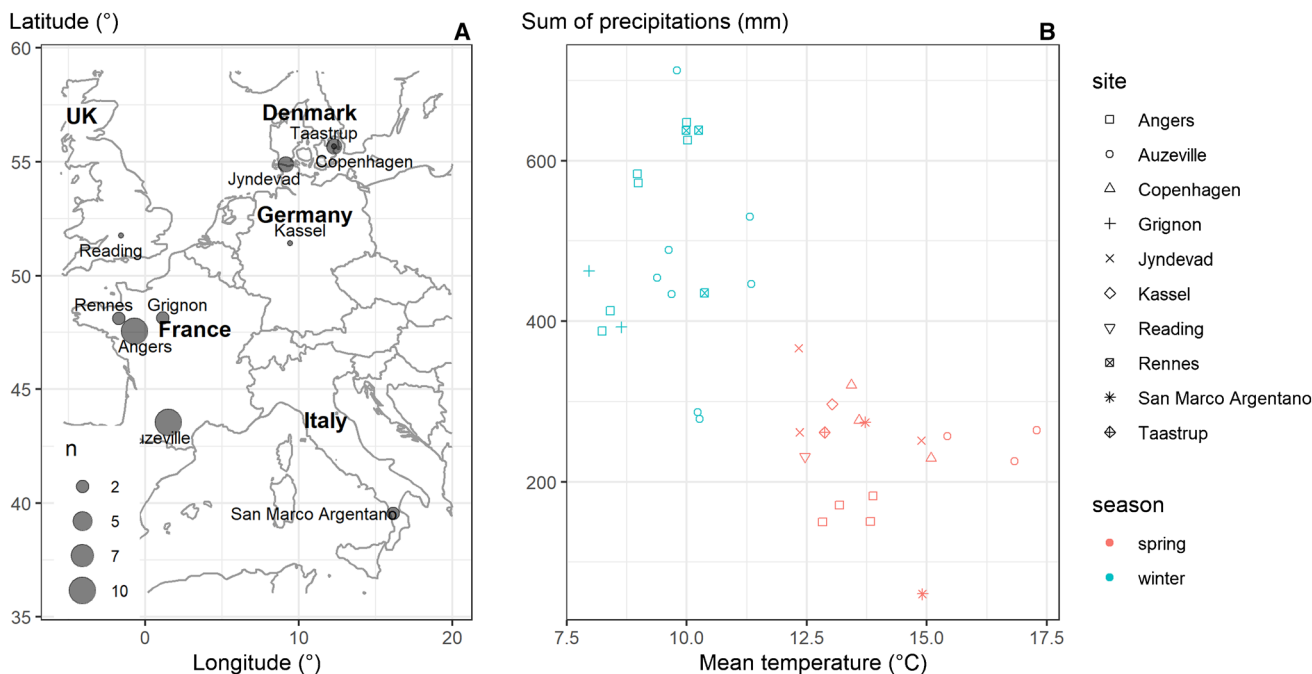 Latitude (°)
A
60
55
50
45
40
35
UK
Denmark
Taastrup
Copenhagen
Jyndevad
Germany
Kassel
Reading
Rennes
Grignon
France
Angers
uzeville
Italy
San Marco Argentano
n
2
5
7
10
0
10
20
Longitude (°)
Sum of precipitations (mm)
B
600
400
200
7.5
10.0
12.5
15.0
17.5
Mean temperature (°C)
site
Angers
Auzeville
Copenhagen
Grignon
Jyndevad
Kassel
Reading
Rennes
San Marco Argentano
Taastrup
season
spring
winter